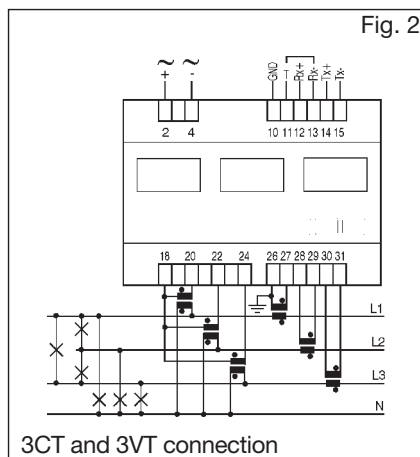 Fig. 2
~ ~
+ -
GND T Rx+ Rx- Tx+ Tx-
2 4 10 11 12 13 14 15
18 20 22 24 26 27 28 29 30 31
L1
L2
L3
N
3CT and 3VT connection